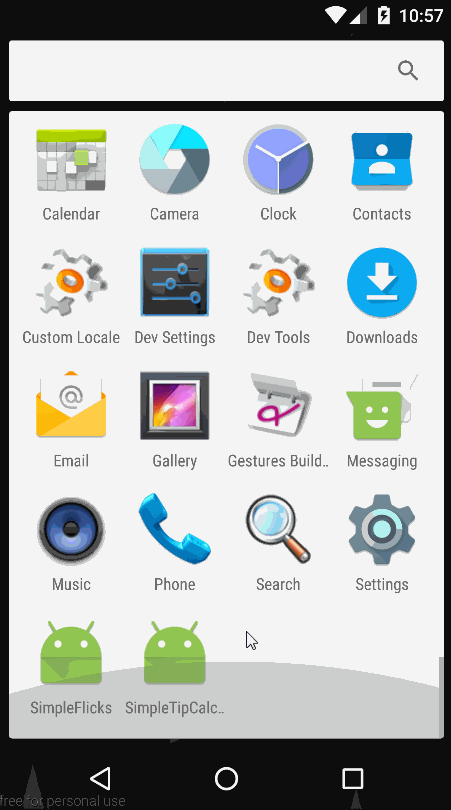 10:57
Calendar
Camera
Clock
Contacts
Custom Locale
Dev Settings
Dev Tools
Downloads
@
Email
Gallery
Gestures Build..
Messaging
Music
Phone
Search
Settings
SimpleFlicks
SimpleTipCalc..
free for personal use